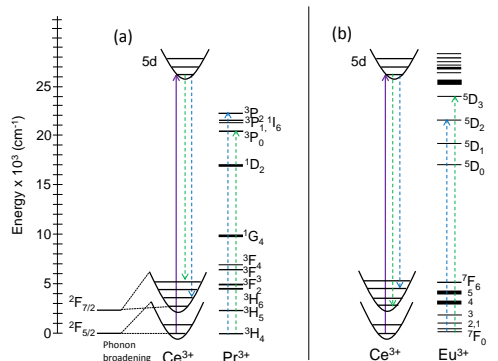 (a)
(b)
5d
5d
Energy x 10³ (cm⁻¹)
25
20
15
10
5
0
³P₂
³P₁, ¹I₆
³P₀
¹D₂
¹G₄
³F₄
³F₃
³F₂
³H₆
³H₅
³H₄
²F₇/₂
²F₅/₂
Phonon
broadening
Ce³⁺
Pr³⁺
⁵D₃
⁵D₂
⁵D₁
⁵D₀
⁷F₆
5
4
3
2,1
⁷F₀
Ce³⁺
Eu³⁺